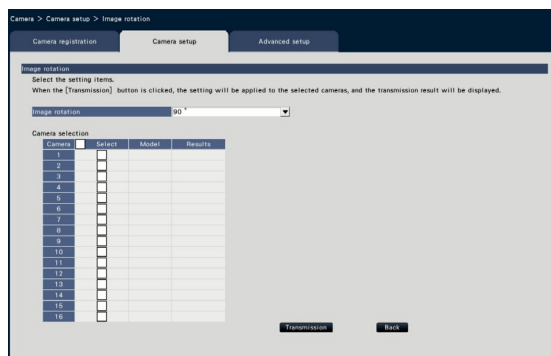 Camera > Camera setup > Image rotation
Camera registration
Camera setup
Advanced setup
Image rotation
Select the setting items.
When the [Transmission] button is clicked, the setting will be applied to the selected cameras, and the transmission result will be displayed.
Image rotation 90 °
Camera selection
Camera Select Model Results
1
2
3
4
5
6
7
8
9
10
11
12
13
14
15
16
Transmission Back